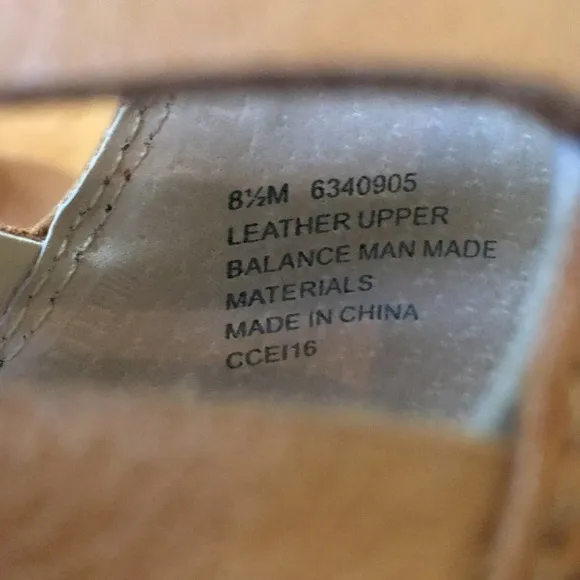 8½M 6340905
LEATHER UPPER
BALANCE MAN MADE
MATERIALS
MADE IN CHINA
CCEI16